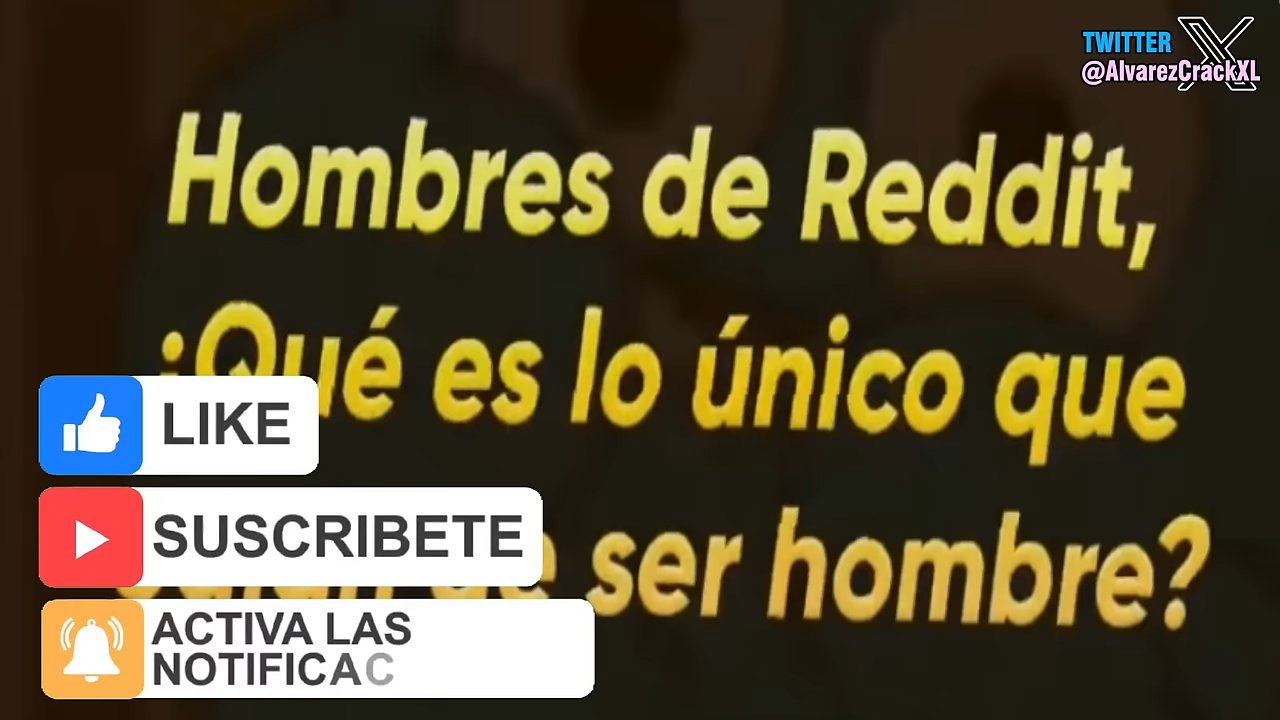 TWITTER
@AlvarezCrackXL
Hombres de Reddit,
¿Qué es lo único que
ser hombre?
LIKE
SUSCRIBETE
ACTIVA LAS
NOTIFICAC